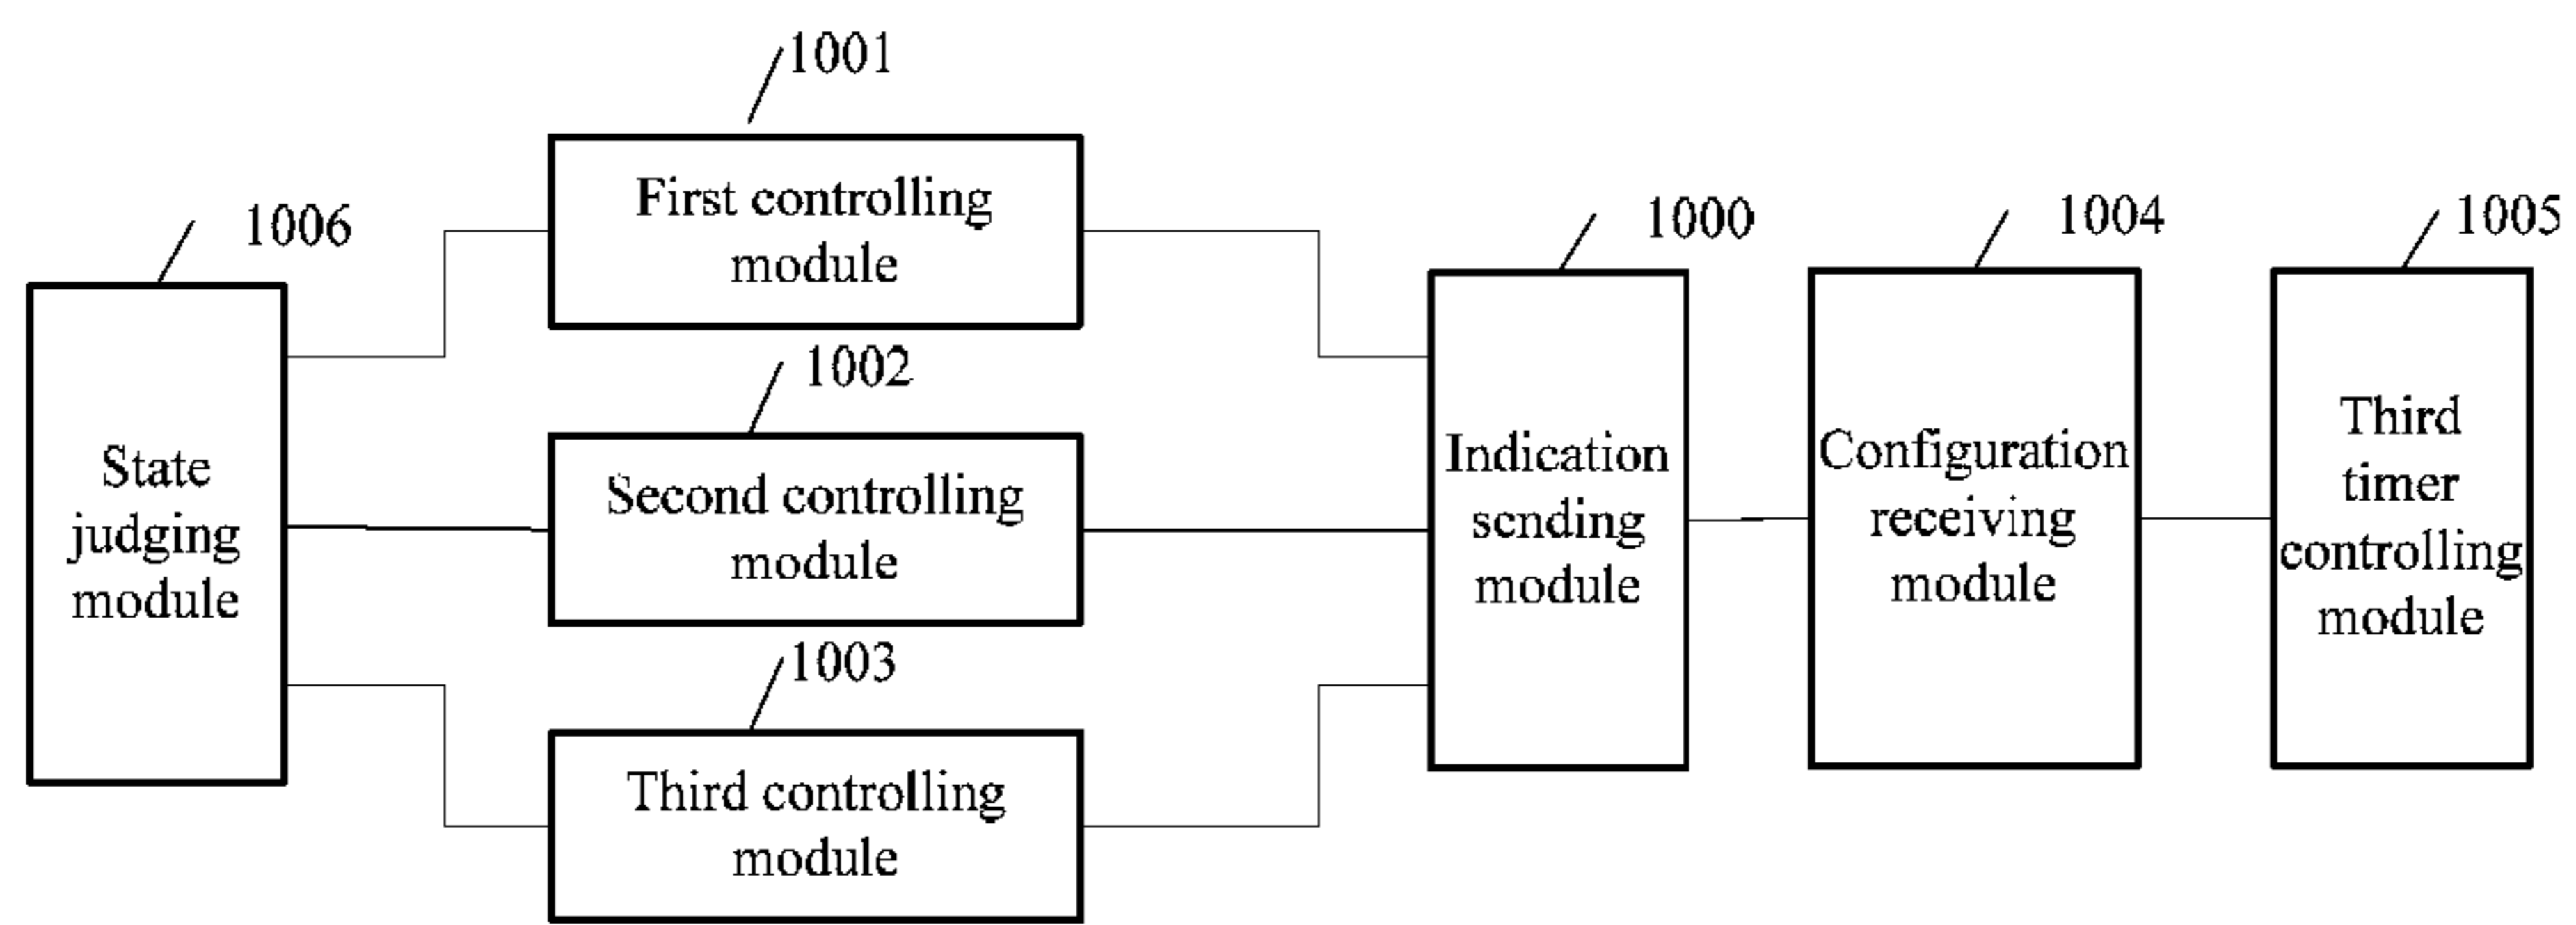 1001
First controlling
module
1006
State
judging
module
1002
Second controlling
module
1003
Third controlling
module
1000
Indication
sending
module
1004
Configuration
receiving
module
1005
Third
timer
controlling
module